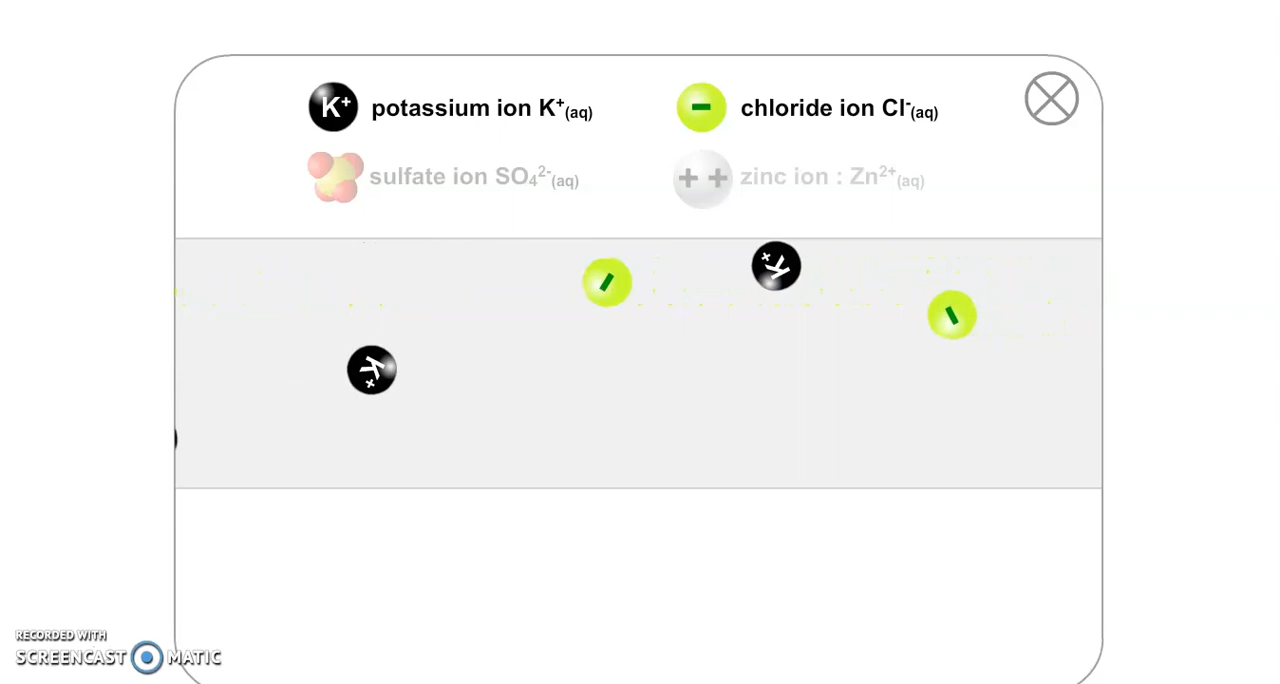 K⁺ potassium ion K⁺(aq) − chloride ion Cl⁻(aq)
sulfate ion SO₄²⁻(aq) + + zinc ion : Zn²⁺(aq)
− K⁺
−
K⁺
RECORDED WITH
SCREENCAST MATIC